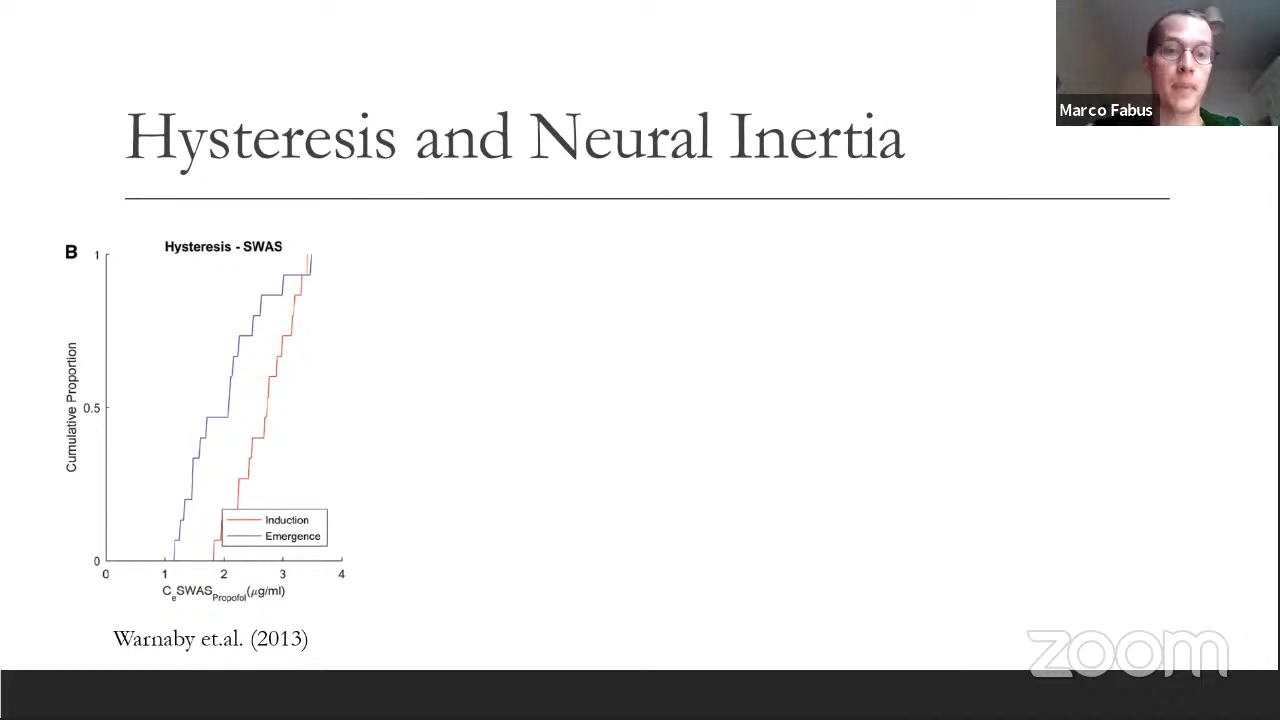 Marco Fabus
Hysteresis and Neural Inertia
B
Hysteresis - SWAS
Cumulative Proportion
1
0.5
0
Induction
Emergence
0 1 2 3 4
CeSWASPropofol(μg/ml)
Warnaby et.al. (2013)
zoom